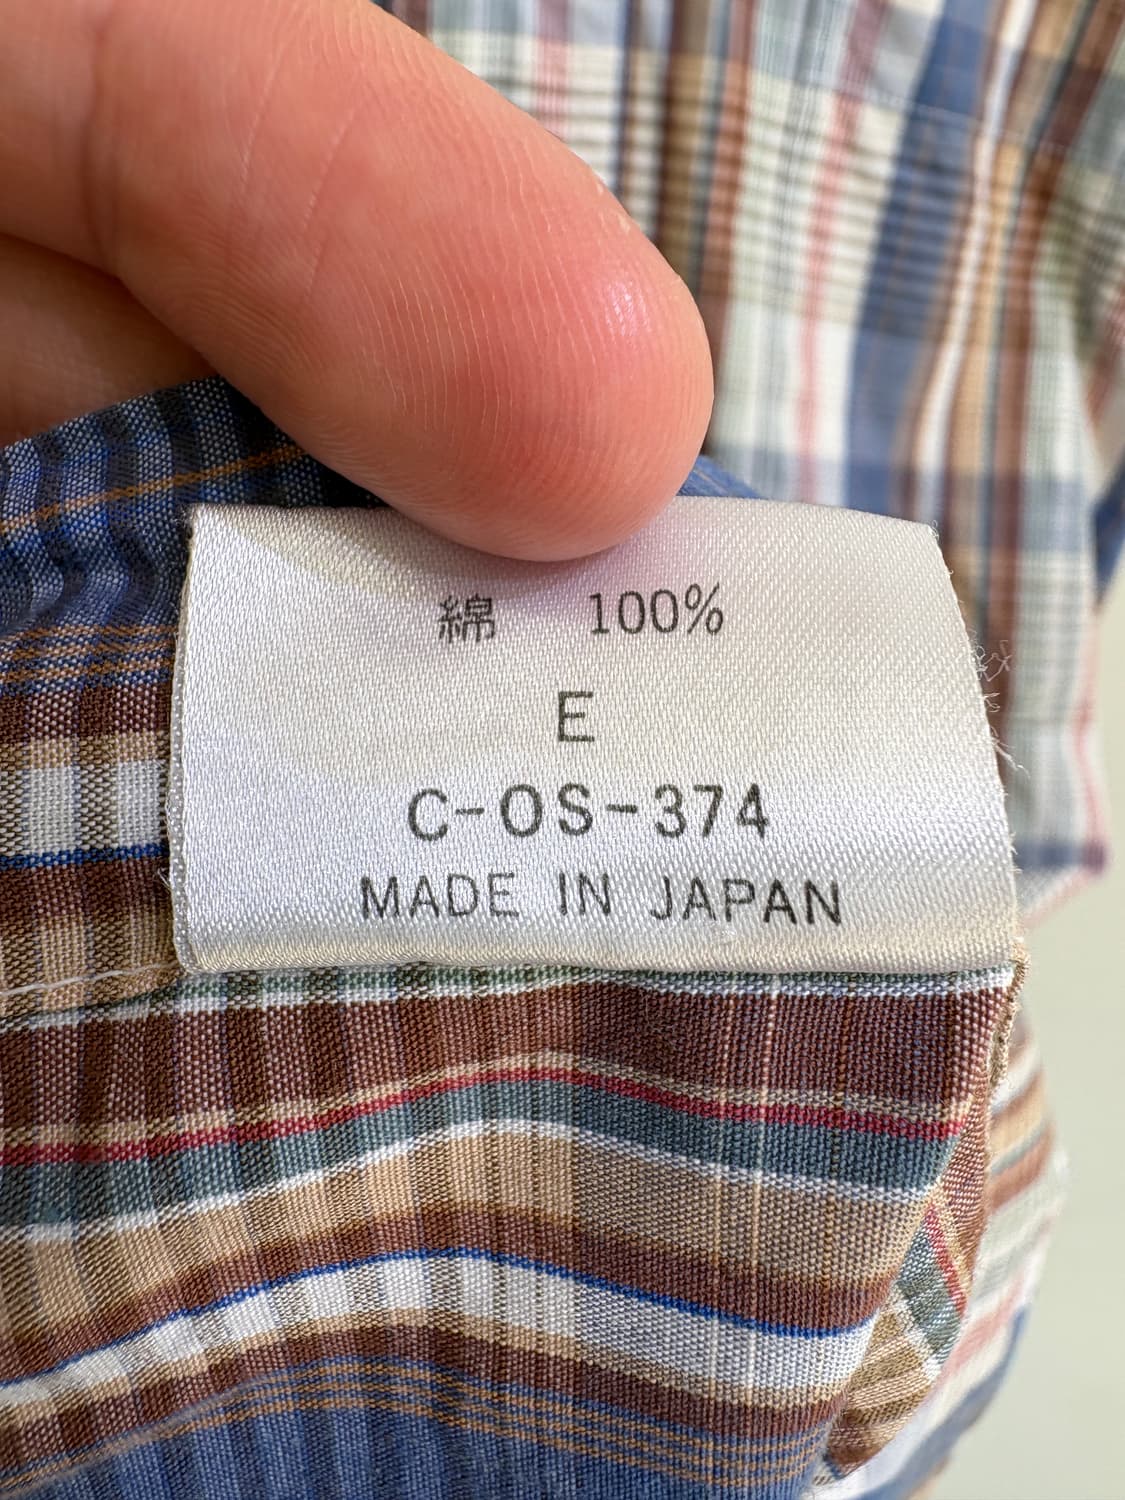 綿 100%
E
C-OS-374
MADE IN JAPAN